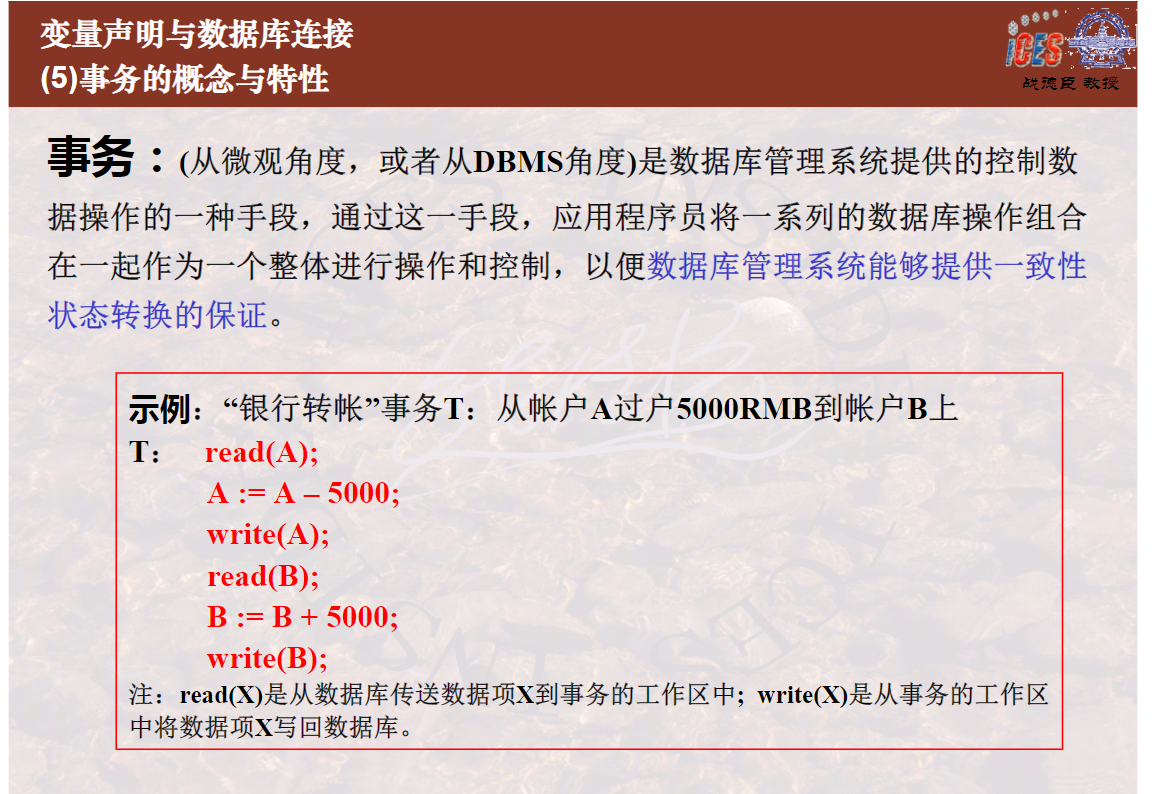 变量声明与数据库连接
(5)事务的概念与特性
iCES
战德臣 教授
事务：(从微观角度，或者从DBMS角度)是数据库管理系统提供的控制数
据操作的一种手段，通过这一手段，应用程序员将一系列的数据库操作组合
在一起作为一个整体进行操作和控制，以便数据库管理系统能够提供一致性
状态转换的保证。
示例：“银行转帐”事务T：从帐户A过户5000RMB到帐户B上
T： read(A);
A := A – 5000;
write(A);
read(B);
B := B + 5000;
write(B);
注：read(X)是从数据库传送数据项X到事务的工作区中; write(X)是从事务的工作区
中将数据项X写回数据库。